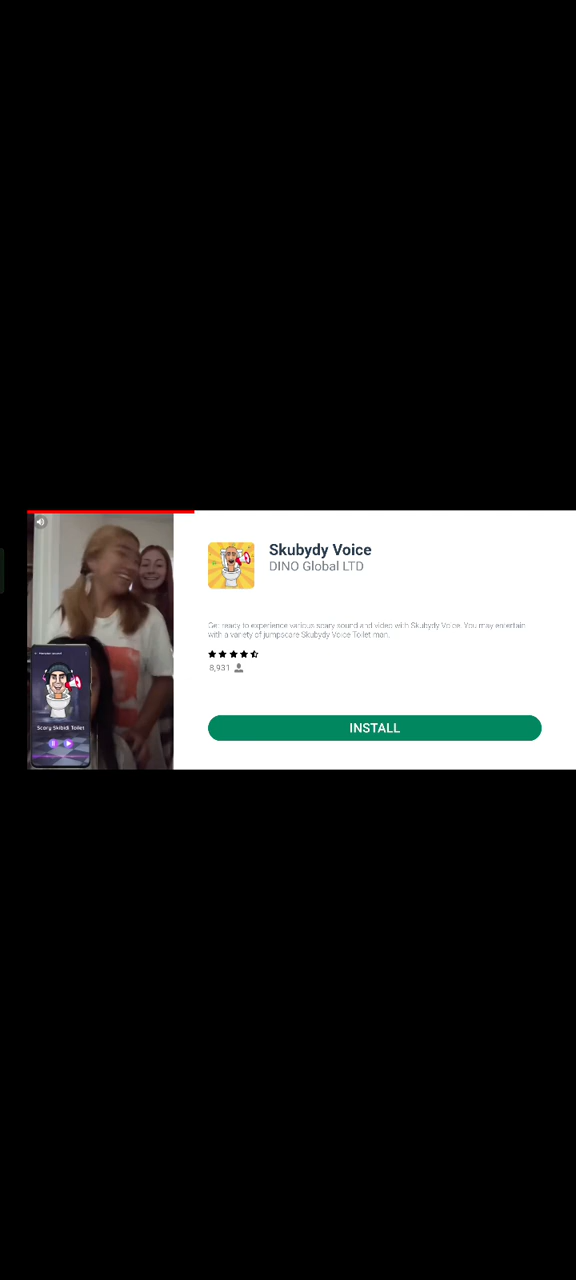 Skubydy Voice
DINO Global LTD
Get ready to experience various scary sound and video with Skubydy Voice. You may entertain
with a variety of jumpscare Skubydy Voice Toilet man.
8,931
INSTALL
Scary Skibidi Toilet